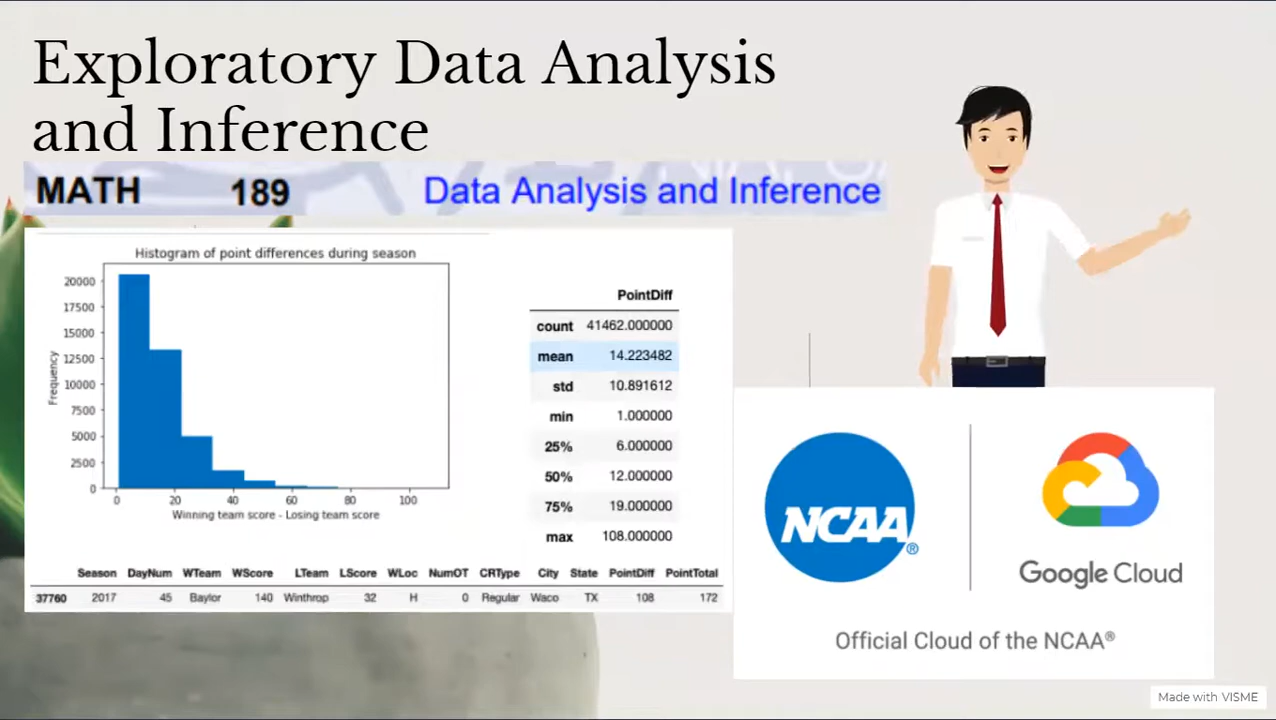 Exploratory Data Analysis
and Inference
MATH 189 Data Analysis and Inference
Histogram of point differences during season
20000
17500
15000
12500
10000
7500
5000
2500
0
Frequency
0 20 40 60 80 100
Winning team score - Losing team score
PointDiff
count 41462.000000
mean 14.223482
std 10.891612
min 1.000000
25% 6.000000
50% 12.000000
75% 19.000000
max 108.000000
Season DayNum WTeam WScore LTeam LScore WLoc NumOT CRType City State PointDiff PointTotal
37760 2017 45 Baylor 140 Winthrop 32 H 0 Regular Waco TX 108 172
NCAA®
Google Cloud
Official Cloud of the NCAA®
Made with VISME